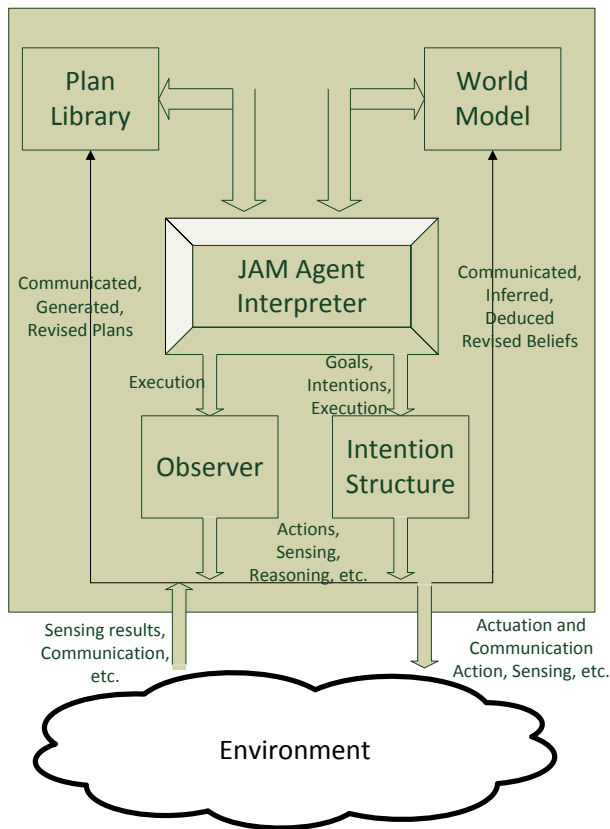 Plan
Library
World
Model
JAM Agent
Interpreter
Communicated,
Generated,
Revised Plans
Communicated,
Inferred,
Deduced
Revised Beliefs
Execution
Goals,
Intentions,
Execution
Observer
Intention
Structure
Actions,
Sensing,
Reasoning, etc.
Sensing results,
Communication,
etc.
Actuation and
Communication
Action, Sensing, etc.
Environment